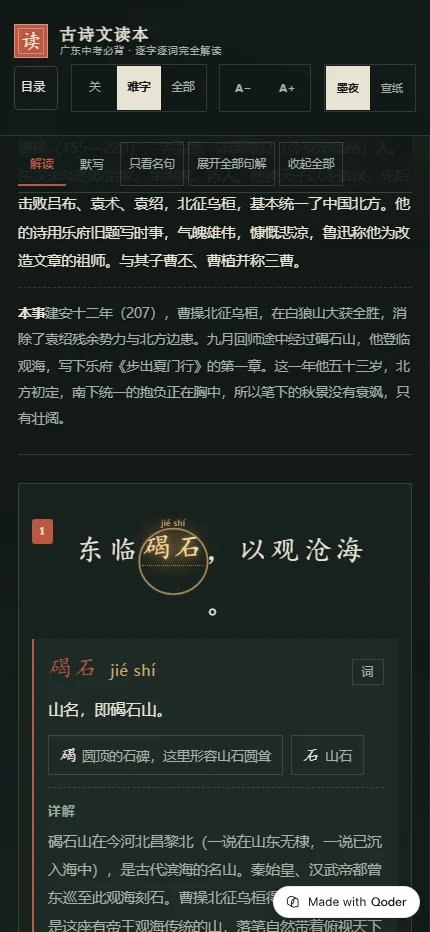 读
古诗文读本
广东中考必背·逐字逐词完全解读
目录 关 难字 全部 A− A+ 墨夜 宣纸
解读 默写 只看名句 展开全部句解 收起全部
击败吕布、袁术、袁绍，北征乌桓，基本统一了中国北方。他
的诗用乐府旧题写时事，气魄雄伟，慷慨悲凉，鲁迅称他为改
造文章的祖师。与其子曹丕、曹植并称三曹。
本事建安十二年（207），曹操北征乌桓，在白狼山大获全胜，消
除了袁绍残余势力与北方边患。九月回师途中经过碣石山，他登临
观海，写下乐府《步出夏门行》的第一章。这一年他五十三岁，北
方初定，南下统一的抱负正在胸中，所以笔下的秋景没有衰飒，只
有壮阔。
jié shí
1 东临碣石，以观沧海
。
碣石 jié shí 词
山名，即碣石山。
碣 圆顶的石碑，这里形容山石圆耸 石 山石
详解
碣石山在今河北昌黎北（一说在山东无棣，一说已沉
入海中），是古代滨海的名山。秦始皇、汉武帝都曾
东巡至此观海刻石。曹操北征乌桓得
Made with Qoder
是这座有帝王观海传统的山，落笔自然带着俯视天下